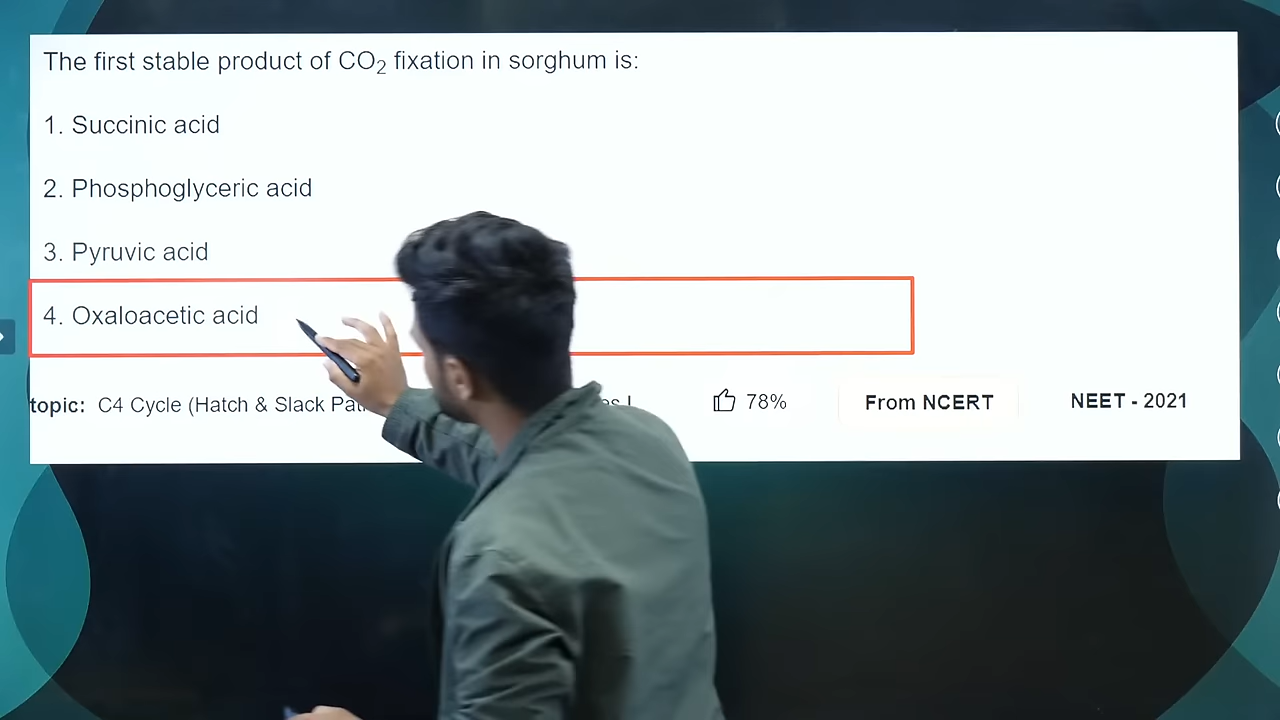 The first stable product of CO₂ fixation in sorghum is:
1. Succinic acid
2. Phosphoglyceric acid
3. Pyruvic acid
4. Oxaloacetic acid
topic: C4 Cycle (Hatch & Slack 78% From NCERT NEET - 2021